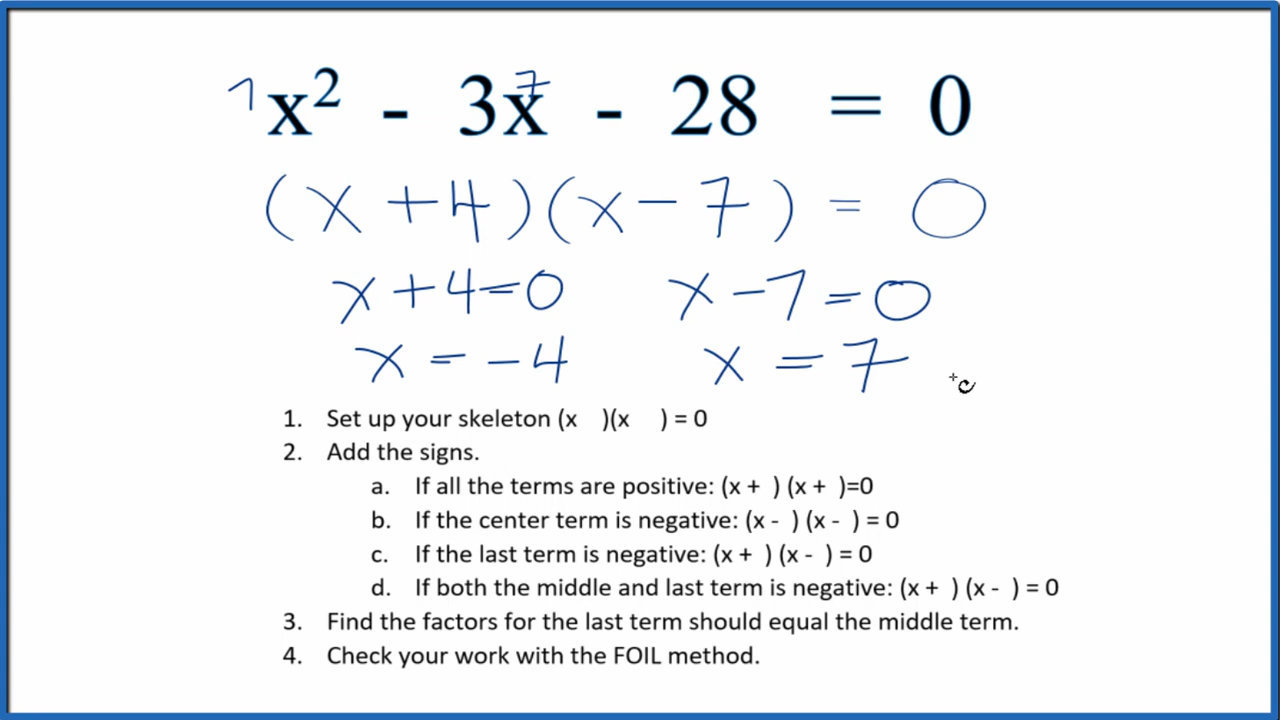 1x² - 3x - 28 = 0
7
(x + 4)(x - 7) = 0
x + 4 = 0 x - 7 = 0
x = - 4 x = 7
1. Set up your skeleton (x )(x ) = 0
2. Add the signs.
a. If all the terms are positive: (x + ) (x + )=0
b. If the center term is negative: (x - ) (x - ) = 0
c. If the last term is negative: (x + ) (x - ) = 0
d. If both the middle and last term is negative: (x + ) (x - ) = 0
3. Find the factors for the last term should equal the middle term.
4. Check your work with the FOIL method.